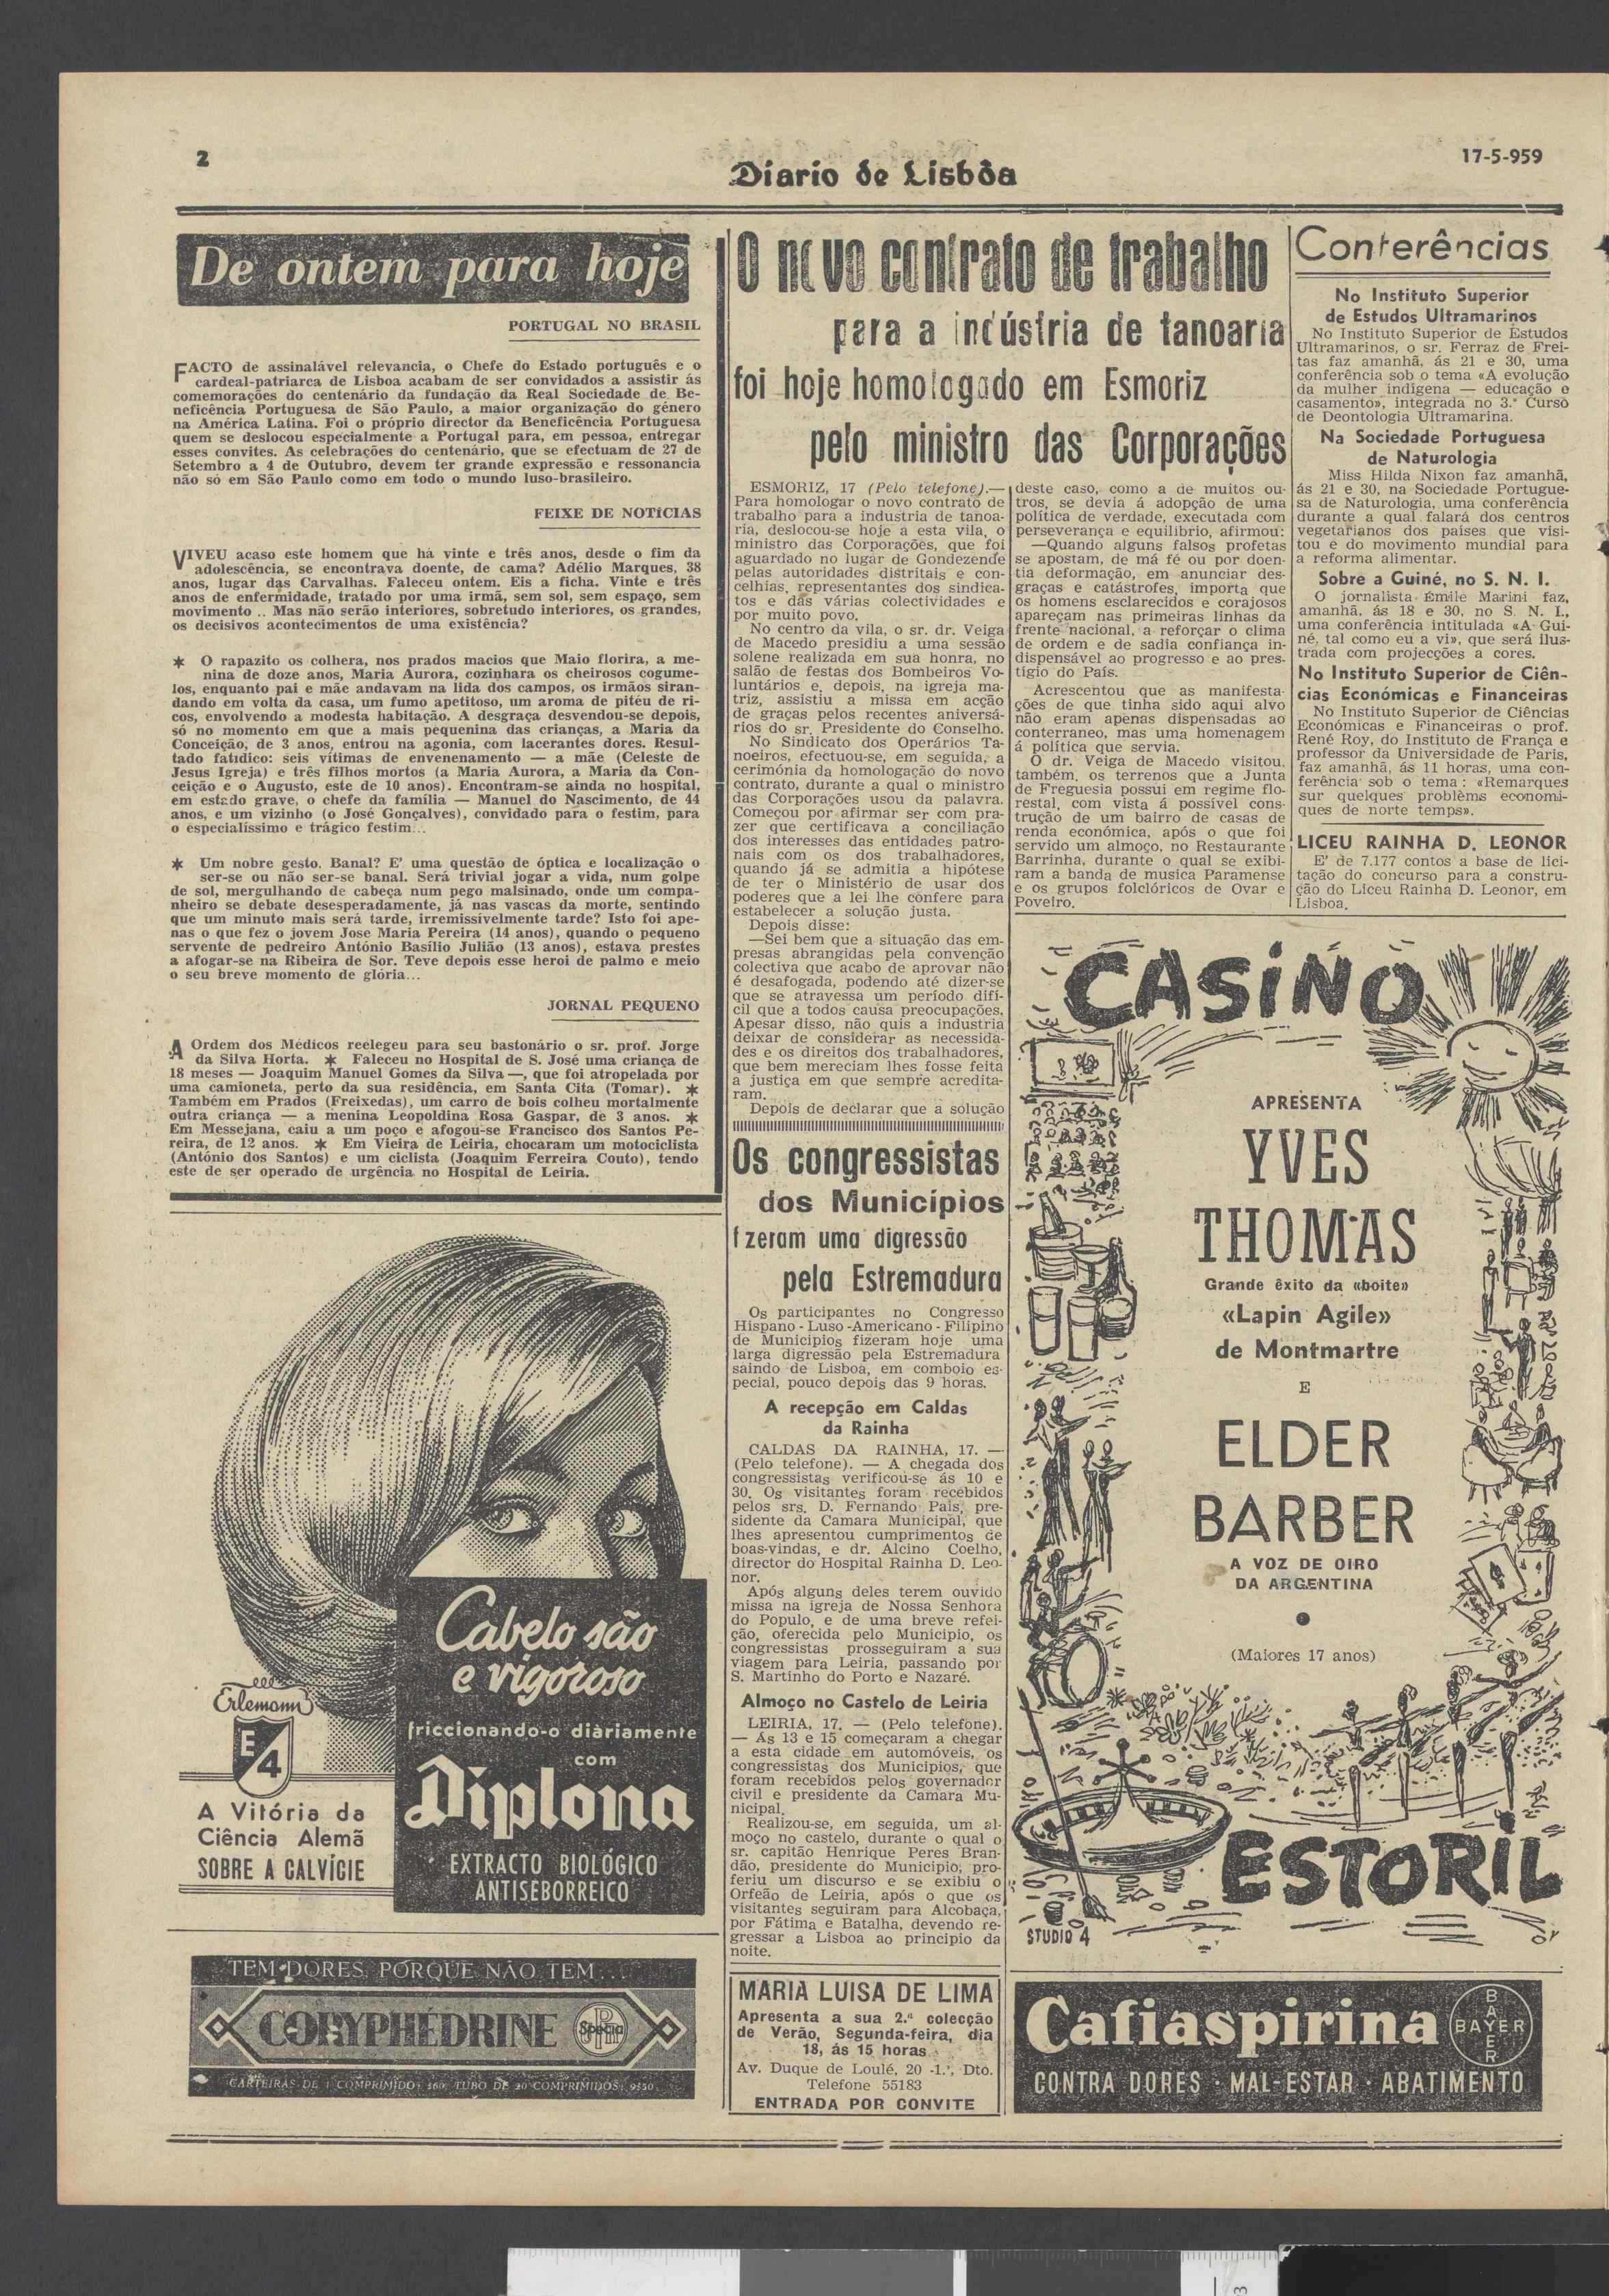 2
Diario de Lisbôa
17-5-959
De ontem para hoje
PORTUGAL NO BRASIL
FACTO de assinalável relevancia, o Chefe do Estado português e o
cardeal-patriarca de Lisboa acabam de ser convidados a assistir ás
comemorações do centenário da fundação da Real Sociedade de Be-
neficência Portuguesa de São Paulo, a maior organização do género
na América Latina. Foi o próprio director da Beneficência Portuguesa
quem se deslocou especialmente a Portugal para, em pessoa, entregar
esses convites. As celebrações do centenário, que se efectuam de 27 de
Setembro a 4 de Outubro, devem ter grande expressão e ressonancia
não só em São Paulo como em todo o mundo luso-brasileiro.
FEIXE DE NOTÍCIAS
VIVEU acaso este homem que há vinte e três anos, desde o fim da
adolescência, se encontrava doente, de cama? Adélio Marques, 38
anos, lugar das Carvalhas. Faleceu ontem. Eis a ficha. Vinte e três
anos de enfermidade, tratado por uma irmã, sem sol, sem espaço, sem
movimento .. Mas não serão interiores, sobretudo interiores, os grandes,
os decisivos acontecimentos de uma existência?
* O rapazito os colhera, nos prados macios que Maio florira, a me-
nina de doze anos, Maria Aurora, cozinhara os cheirosos cogume-
los, enquanto pai e mãe andavam na lida dos campos, os irmãos siran-
dando em volta da casa, um fumo apetitoso, um aroma de pitéu de ri-
cos, envolvendo a modesta habitação. A desgraça desvendou-se depois,
só no momento em que a mais pequenina das crianças, a Maria da
Conceição, de 3 anos, entrou na agonia, com lacerantes dores. Resul-
tado fatídico: seis vítimas de envenenamento — a mãe (Celeste de
Jesus Igreja) e três filhos mortos (a Maria Aurora, a Maria da Con-
ceição e o Augusto, este de 10 anos). Encontram-se ainda no hospital,
em estado grave, o chefe da família — Manuel do Nascimento, de 44
anos, e um vizinho (o José Gonçalves), convidado para o festim, para
o especialíssimo e trágico festim...
* Um nobre gesto. Banal? E' uma questão de óptica e localização o
ser-se ou não ser-se banal. Será trivial jogar a vida, num golpe
de sol, mergulhando de cabeça num pego malsinado, onde um compa-
nheiro se debate desesperadamente, já nas vascas da morte, sentindo
que um minuto mais será tarde, irremissivelmente tarde? Isto foi ape-
nas o que fez o jovem Jose Maria Pereira (14 anos), quando o pequeno
servente de pedreiro António Basílio Julião (13 anos), estava prestes
a afogar-se na Ribeira de Sor. Teve depois esse heroi de palmo e meio
o seu breve momento de glória...
JORNAL PEQUENO
A Ordem dos Médicos reelegeu para seu bastonário o sr. prof. Jorge
da Silva Horta. * Faleceu no Hospital de S. José uma criança de
18 meses — Joaquim Manuel Gomes da Silva —, que foi atropelada por
uma camioneta, perto da sua residência, em Santa Cita (Tomar). *
Também em Prados (Freixedas), um carro de bois colheu mortalmente
outra criança — a menina Leopoldina Rosa Gaspar, de 3 anos. *
Em Messejana, caiu a um poço e afogou-se Francisco dos Santos Pe-
reira, de 12 anos. * Em Vieira de Leiria, chocaram um motociclista
(António dos Santos) e um ciclista (Joaquim Ferreira Couto), tendo
este de ser operado de urgência no Hospital de Leiria.
Cabelo são
e vigoroso
friccionando-o diàriamente
com
Diplona
EXTRACTO BIOLÓGICO
ANTISEBORREICO
Erlemann
E/4
A Vitória da
Ciência Alemã
SOBRE A CALVÍCIE
TEM DORES, PORQUE NÃO TEM...
CORYPHÉDRINE
Specia
RP
O novo contrato de trabalho
para a indústria de tanoaria
foi hoje homologado em Esmoriz
pelo ministro das Corporações
ESMORIZ, 17 (Pelo telefone).—
Para homologar o novo contrato de
trabalho para a industria de tanoa-
ria, deslocou-se hoje a esta vila, o
ministro das Corporações, que foi
aguardado no lugar de Gondezende
pelas autoridades distritais e con-
celhias, representantes dos sindica-
tos e das várias colectividades e
por muito povo.
No centro da vila, o sr. dr. Veiga
de Macedo presidiu a uma sessão
solene realizada em sua honra, no
salão de festas dos Bombeiros Vo-
luntários e, depois, na igreja ma-
triz, assistiu a missa em acção
de graças pelos recentes aniversá-
rios do sr. Presidente do Conselho.
No Sindicato dos Operários Ta-
noeiros, efectuou-se, em seguida, a
cerimónia da homologação do novo
contrato, durante a qual o ministro
das Corporações usou da palavra.
Começou por afirmar ser com pra-
zer que certificava a conciliação
dos interesses das entidades patro-
nais com os dos trabalhadores,
quando já se admitia a hipótese
de ter o Ministério de usar dos
poderes que a lei lhe confere para
estabelecer a solução justa.
Depois disse:
—Sei bem que a situação das em-
presas abrangidas pela convenção
colectiva que acabo de aprovar não
é desafogada, podendo até dizer-se
que se atravessa um período difí-
cil que a todos causa preocupações.
Apesar disso, não quis a industria
deixar de considerar as necessida-
des e os direitos dos trabalhadores,
que bem mereciam lhes fosse feita
a justiça em que sempre acredita-
ram.
Depois de declarar que a solução
deste caso, como a de muitos ou-
tros, se devia á adopção de uma
política de verdade, executada com
perseverança e equilíbrio, afirmou:
—Quando alguns falsos profetas
se apostam, de má fé ou por doen-
tia deformação, em anunciar des-
graças e catástrofes, importa que
os homens esclarecidos e corajosos
apareçam nas primeiras linhas da
frente nacional, a reforçar o clima
de ordem e de sadia confiança in-
dispensável ao progresso e ao pres-
tígio do País.
Acrescentou que as manifesta-
ções de que tinha sido aqui alvo
não eram apenas dispensadas ao
conterraneo, mas uma homenagem
á política que servia.
O dr. Veiga de Macedo visitou,
também, os terrenos que a Junta
de Freguesia possui em regime flo-
restal, com vista á possível cons-
trução de um bairro de casas de
renda económica, após o que foi
servido um almoço, no Restaurante
Barrinha, durante o qual se exibi-
ram a banda de musica Paramense
e os grupos folclóricos de Ovar e
Poveiro.
Os congressistas
dos Municípios
fizeram uma digressão
pela Estremadura
Os participantes no Congresso
Hispano-Luso-Americano-Filipino
de Municipios fizeram hoje uma
larga digressão pela Estremadura
saindo de Lisboa, em comboio es-
pecial, pouco depois das 9 horas.
A recepção em Caldas
da Rainha
CALDAS DA RAINHA, 17. —
(Pelo telefone). — A chegada dos
congressistas verificou-se ás 10 e
30. Os visitantes foram recebidos
pelos srs. D. Fernando Pais, pre-
sidente da Camara Municipal, que
lhes apresentou cumprimentos de
boas-vindas, e dr. Alcino Coelho,
director do Hospital Rainha D. Leo-
nor.
Após alguns deles terem ouvido
missa na igreja de Nossa Senhora
do Populo, e de uma breve refei-
ção, oferecida pelo Municipio, os
congressistas prosseguiram a sua
viagem para Leiria, passando por
S. Martinho do Porto e Nazaré.
Almoço no Castelo de Leiria
LEIRIA, 17. — (Pelo telefone).
— Ás 13 e 15 começaram a chegar
a esta cidade em automóveis, os
congressistas dos Municipios, que
foram recebidos pelos governador
civil e presidente da Camara Mu-
nicipal.
Realizou-se, em seguida, um al-
moço no castelo, durante o qual o
sr. capitão Henrique Peres Bran-
dão, presidente do Municipio, pro-
feriu um discurso e se exibiu o
Orfeão de Leiria, após o que os
visitantes seguiram para Alcobaça,
por Fátima e Batalha, devendo re-
gressar a Lisboa ao principio da
noite.
MARIA LUISA DE LIMA
Apresenta a sua 2.ª colecção
de Verão, Segunda-feira, dia
18, ás 15 horas
Av. Duque de Loulé, 20 -1.º, Dto.
Telefone 55183
ENTRADA POR CONVITE
Conferências
No Instituto Superior
de Estudos Ultramarinos
No Instituto Superior de Estudos
Ultramarinos, o sr. Ferraz de Frei-
tas faz amanhã, ás 21 e 30, uma
conferência sob o tema «A evolução
da mulher indígena — educação e
casamento», integrada no 3.º Curso
de Deontologia Ultramarina.
Na Sociedade Portuguesa
de Naturologia
Miss Hilda Nixon faz amanhã,
ás 21 e 30, na Sociedade Portugue-
sa de Naturologia, uma conferência
durante a qual falará dos centros
vegetarianos dos países que visi-
tou e do movimento mundial para
a reforma alimentar.
Sobre a Guiné, no S. N. I.
O jornalista Émile Marini faz,
amanhã, ás 18 e 30, no S. N. I.,
uma conferência intitulada «A Gui-
né, tal como eu a vi», que será ilus-
trada com projecções a cores.
No Instituto Superior de Ciên-
cias Económicas e Financeiras
No Instituto Superior de Ciências
Económicas e Financeiras o prof.
René Roy, do Instituto de França e
professor da Universidade de Paris,
faz amanhã, ás 11 horas, uma con-
ferência sob o tema: «Remarques
sur quelques problèms economi-
ques de norte temps».
LICEU RAINHA D. LEONOR
E' de 7.177 contos a base de lici-
tação do concurso para a constru-
ção do Liceu Rainha D. Leonor, em
Lisboa.
CASINO
APRESENTA
YVES
THOMAS
Grande êxito da «boite»
«Lapin Agile»
de Montmartre
E
ELDER
BARBER
A VOZ DE OIRO
DA ARGENTINA
(Maiores 17 anos)
ESTORIL
STUDIO 4
Cafiaspirina
BAYER
BAYER
CONTRA DORES · MAL-ESTAR · ABATIMENTO